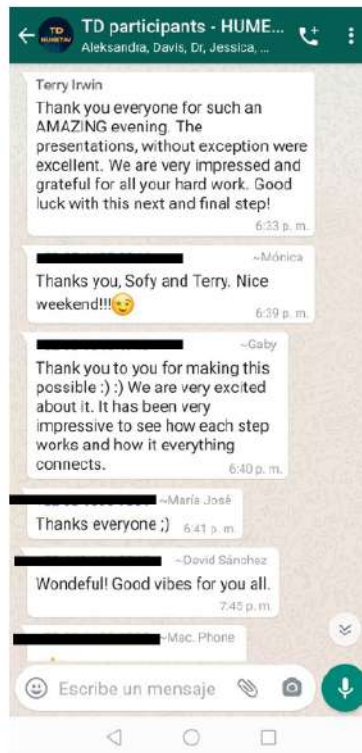 TD participants - HUME...
TD
Aleksandra, Davis, Dr, Jessica, ...
Terry Irwin
Thank you everyone for such an
AMAZING evening. The
presentations, without exception were
excellent. We are very impressed and
grateful for all your hard work. Good
luck with this next and final step!
6:33 p. m.
~Mónica
Thanks you, Sofy and Terry. Nice
weekend!!!😉
6:39 p. m.
~Gaby
Thank you to you for making this
possible :) :) We are very excited
about it. It has been very
impressive to see how each step
works and how it everything
connects.
6:40 p. m.
~María José
Thanks everyone ;) 6:41 p. m.
~David Sánchez
Wondeful! Good vibes for you all.
7:45 p. m.
~Mac. Phone
Escribe un mensaje